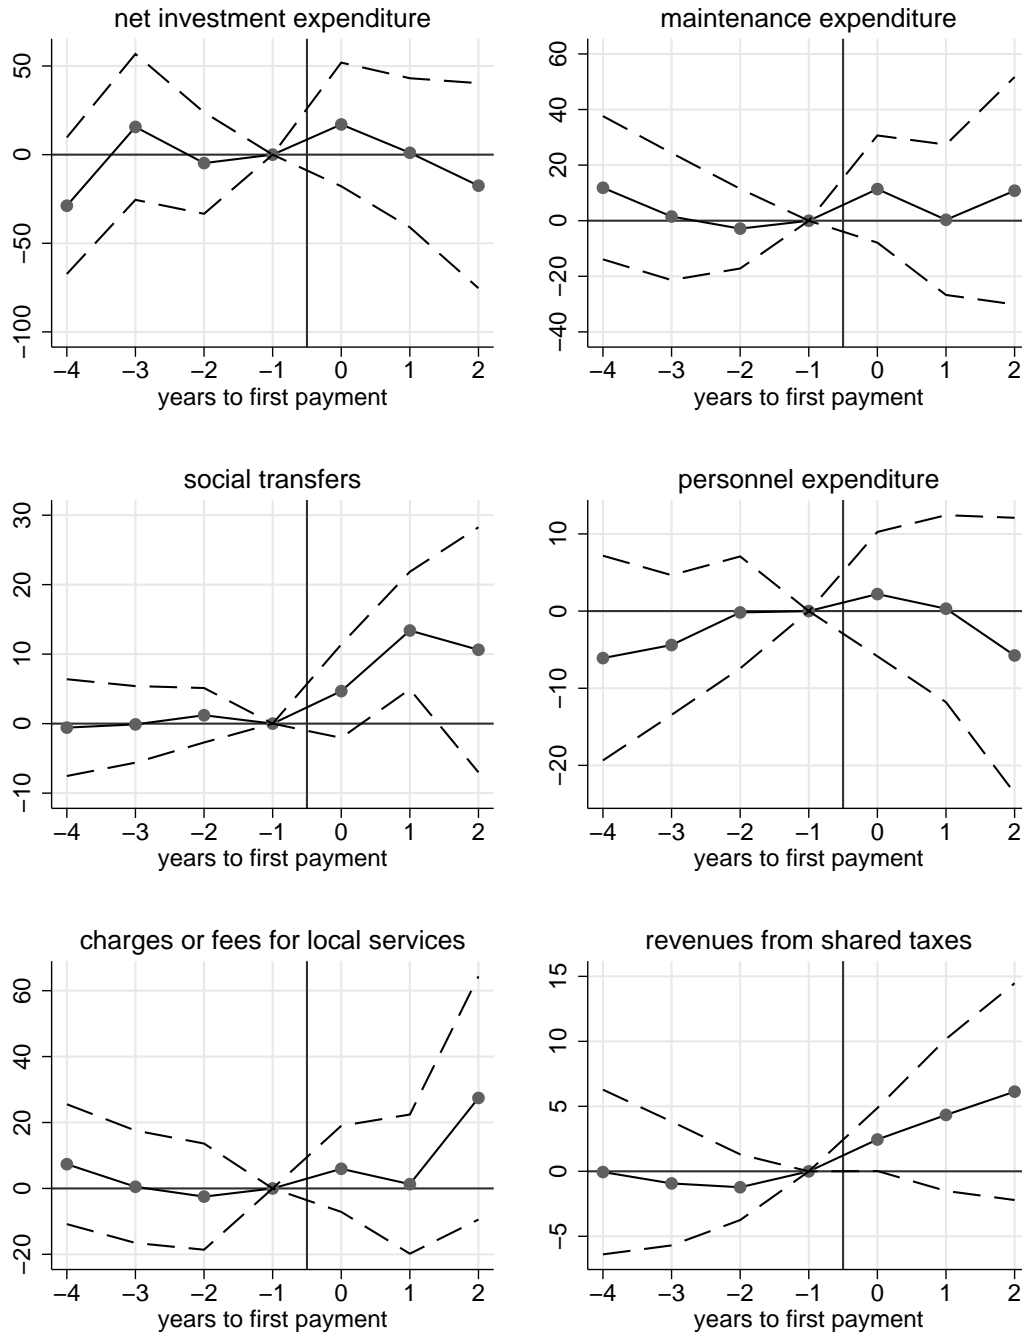 net investment expenditure
50
0
−50
−100
−4 −3 −2 −1 0 1 2
years to first payment
maintenance expenditure
60
40
20
0
−20
−40
−4 −3 −2 −1 0 1 2
years to first payment
social transfers
30
20
10
0
−10
−4 −3 −2 −1 0 1 2
years to first payment
personnel expenditure
10
0
−10
−20
−4 −3 −2 −1 0 1 2
years to first payment
charges or fees for local services
60
40
20
0
−20
−4 −3 −2 −1 0 1 2
years to first payment
revenues from shared taxes
15
10
5
0
−5
−4 −3 −2 −1 0 1 2
years to first payment